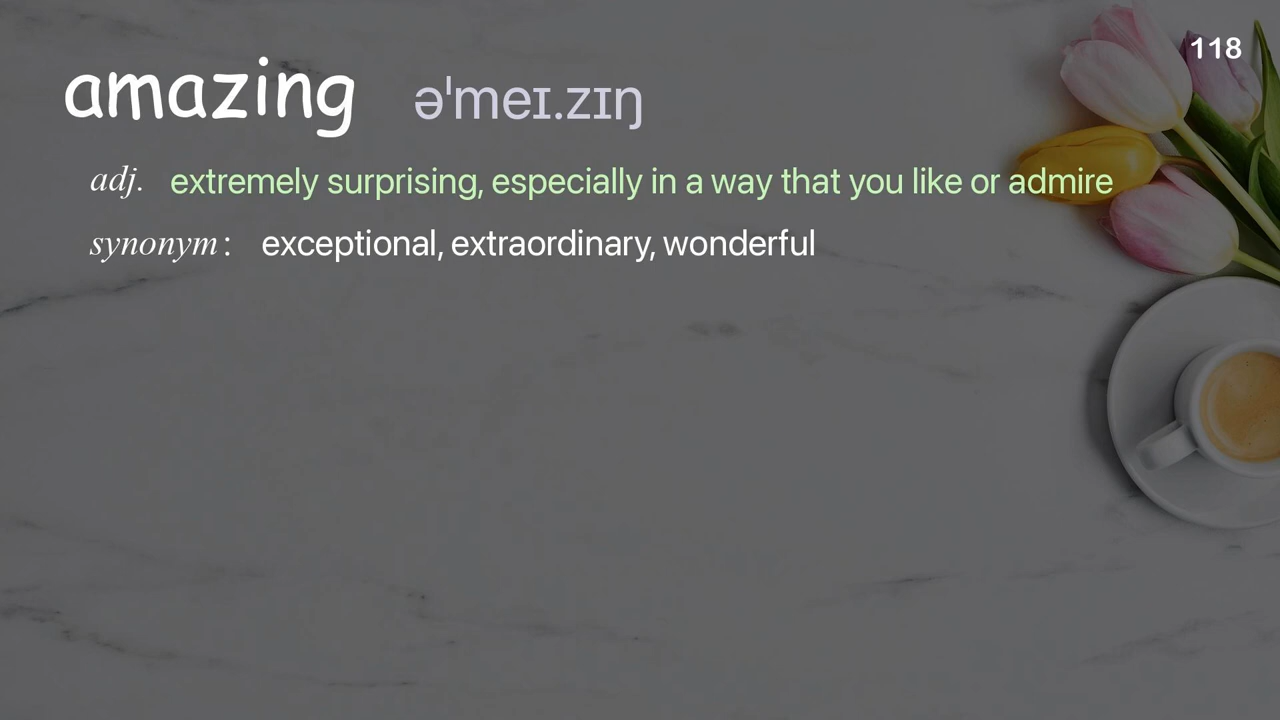 118
amazing əˈmeɪ.zɪŋ
adj. extremely surprising, especially in a way that you like or admire
synonym : exceptional, extraordinary, wonderful